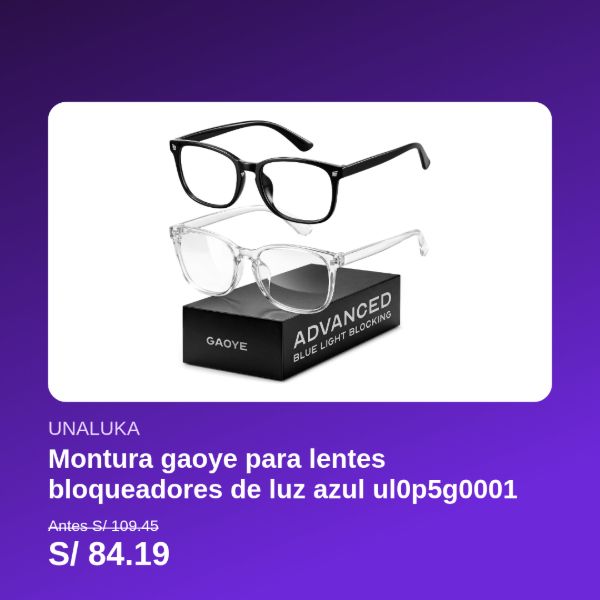 GAOYE
ADVANCED
BLUE LIGHT BLOCKING
UNALUKA
Montura gaoye para lentes
bloqueadores de luz azul ul0p5g0001
Antes S/ 109.45
S/ 84.19